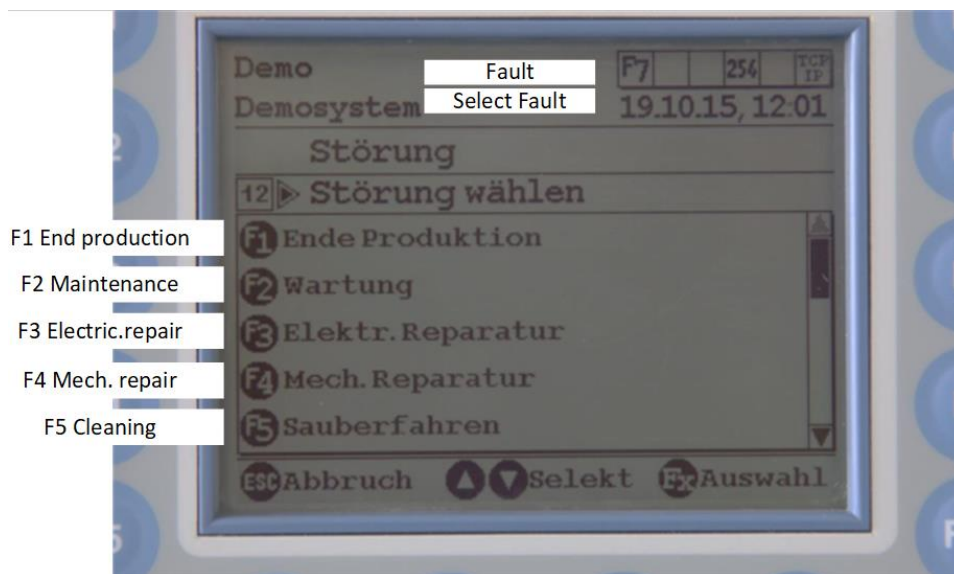 Demo
Fault
F7 254 TCP IP
Demosystem
Select Fault
19.10.15, 12:01
Störung
12 Störung wählen
F1 End production
F1 Ende Produktion
F2 Maintenance
F2 Wartung
F3 Electric.repair
F3 Elektr. Reparatur
F4 Mech. repair
F4 Mech. Reparatur
F5 Cleaning
F5 Sauberfahren
ESC Abbruch Selekt Fx Auswahl